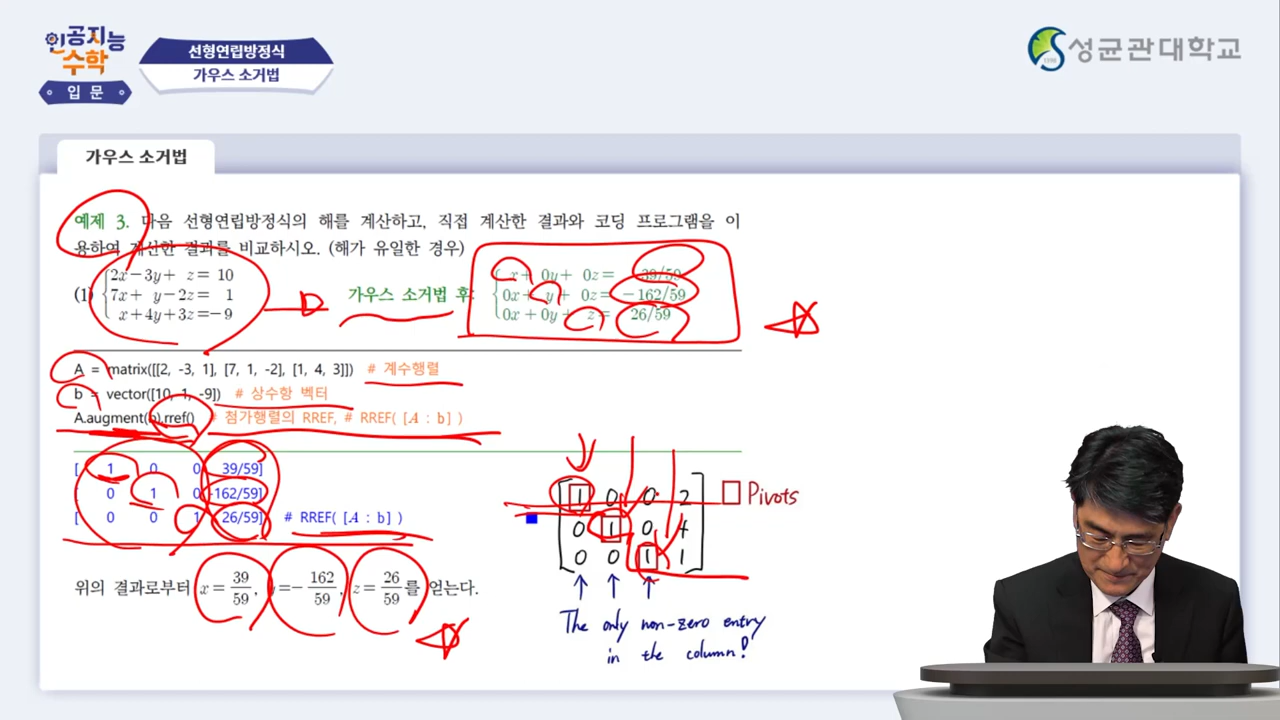 인공지능
수학
입문
선형연립방정식
가우스 소거법
성균관대학교
가우스 소거법
예제 3. 다음 선형연립방정식의 해를 계산하고, 직접 계산한 결과와 코딩 프로그램을 이
용하여 계산한 결과를 비교하시오. (해가 유일한 경우)
(1) 2x-3y+ z= 10
7x+ y-2z= 1
x+4y+3z=-9
가우스 소거법 후:
x+ 0y+ 0z= 39/59
0x+ y+ 0z= -162/59
0x+0y+ z= 26/59
A = matrix([[2, -3, 1], [7, 1, -2], [1, 4, 3]]) # 계수행렬
b = vector([10, 1, -9]) # 상수항 벡터
A.augment(b).rref() # 첨가행렬의 RREF, # RREF( [A : b] )
[ 1 0 0 39/59]
[ 0 1 0 -162/59]
[ 0 0 1 26/59] # RREF( [A : b] )
위의 결과로부터 x= 39/59, y=- 162/59, z= 26/59 를 얻는다.
1 0 0 2
0 1 0 4
0 0 1 1
Pivots
The only non-zero entry
in the column!